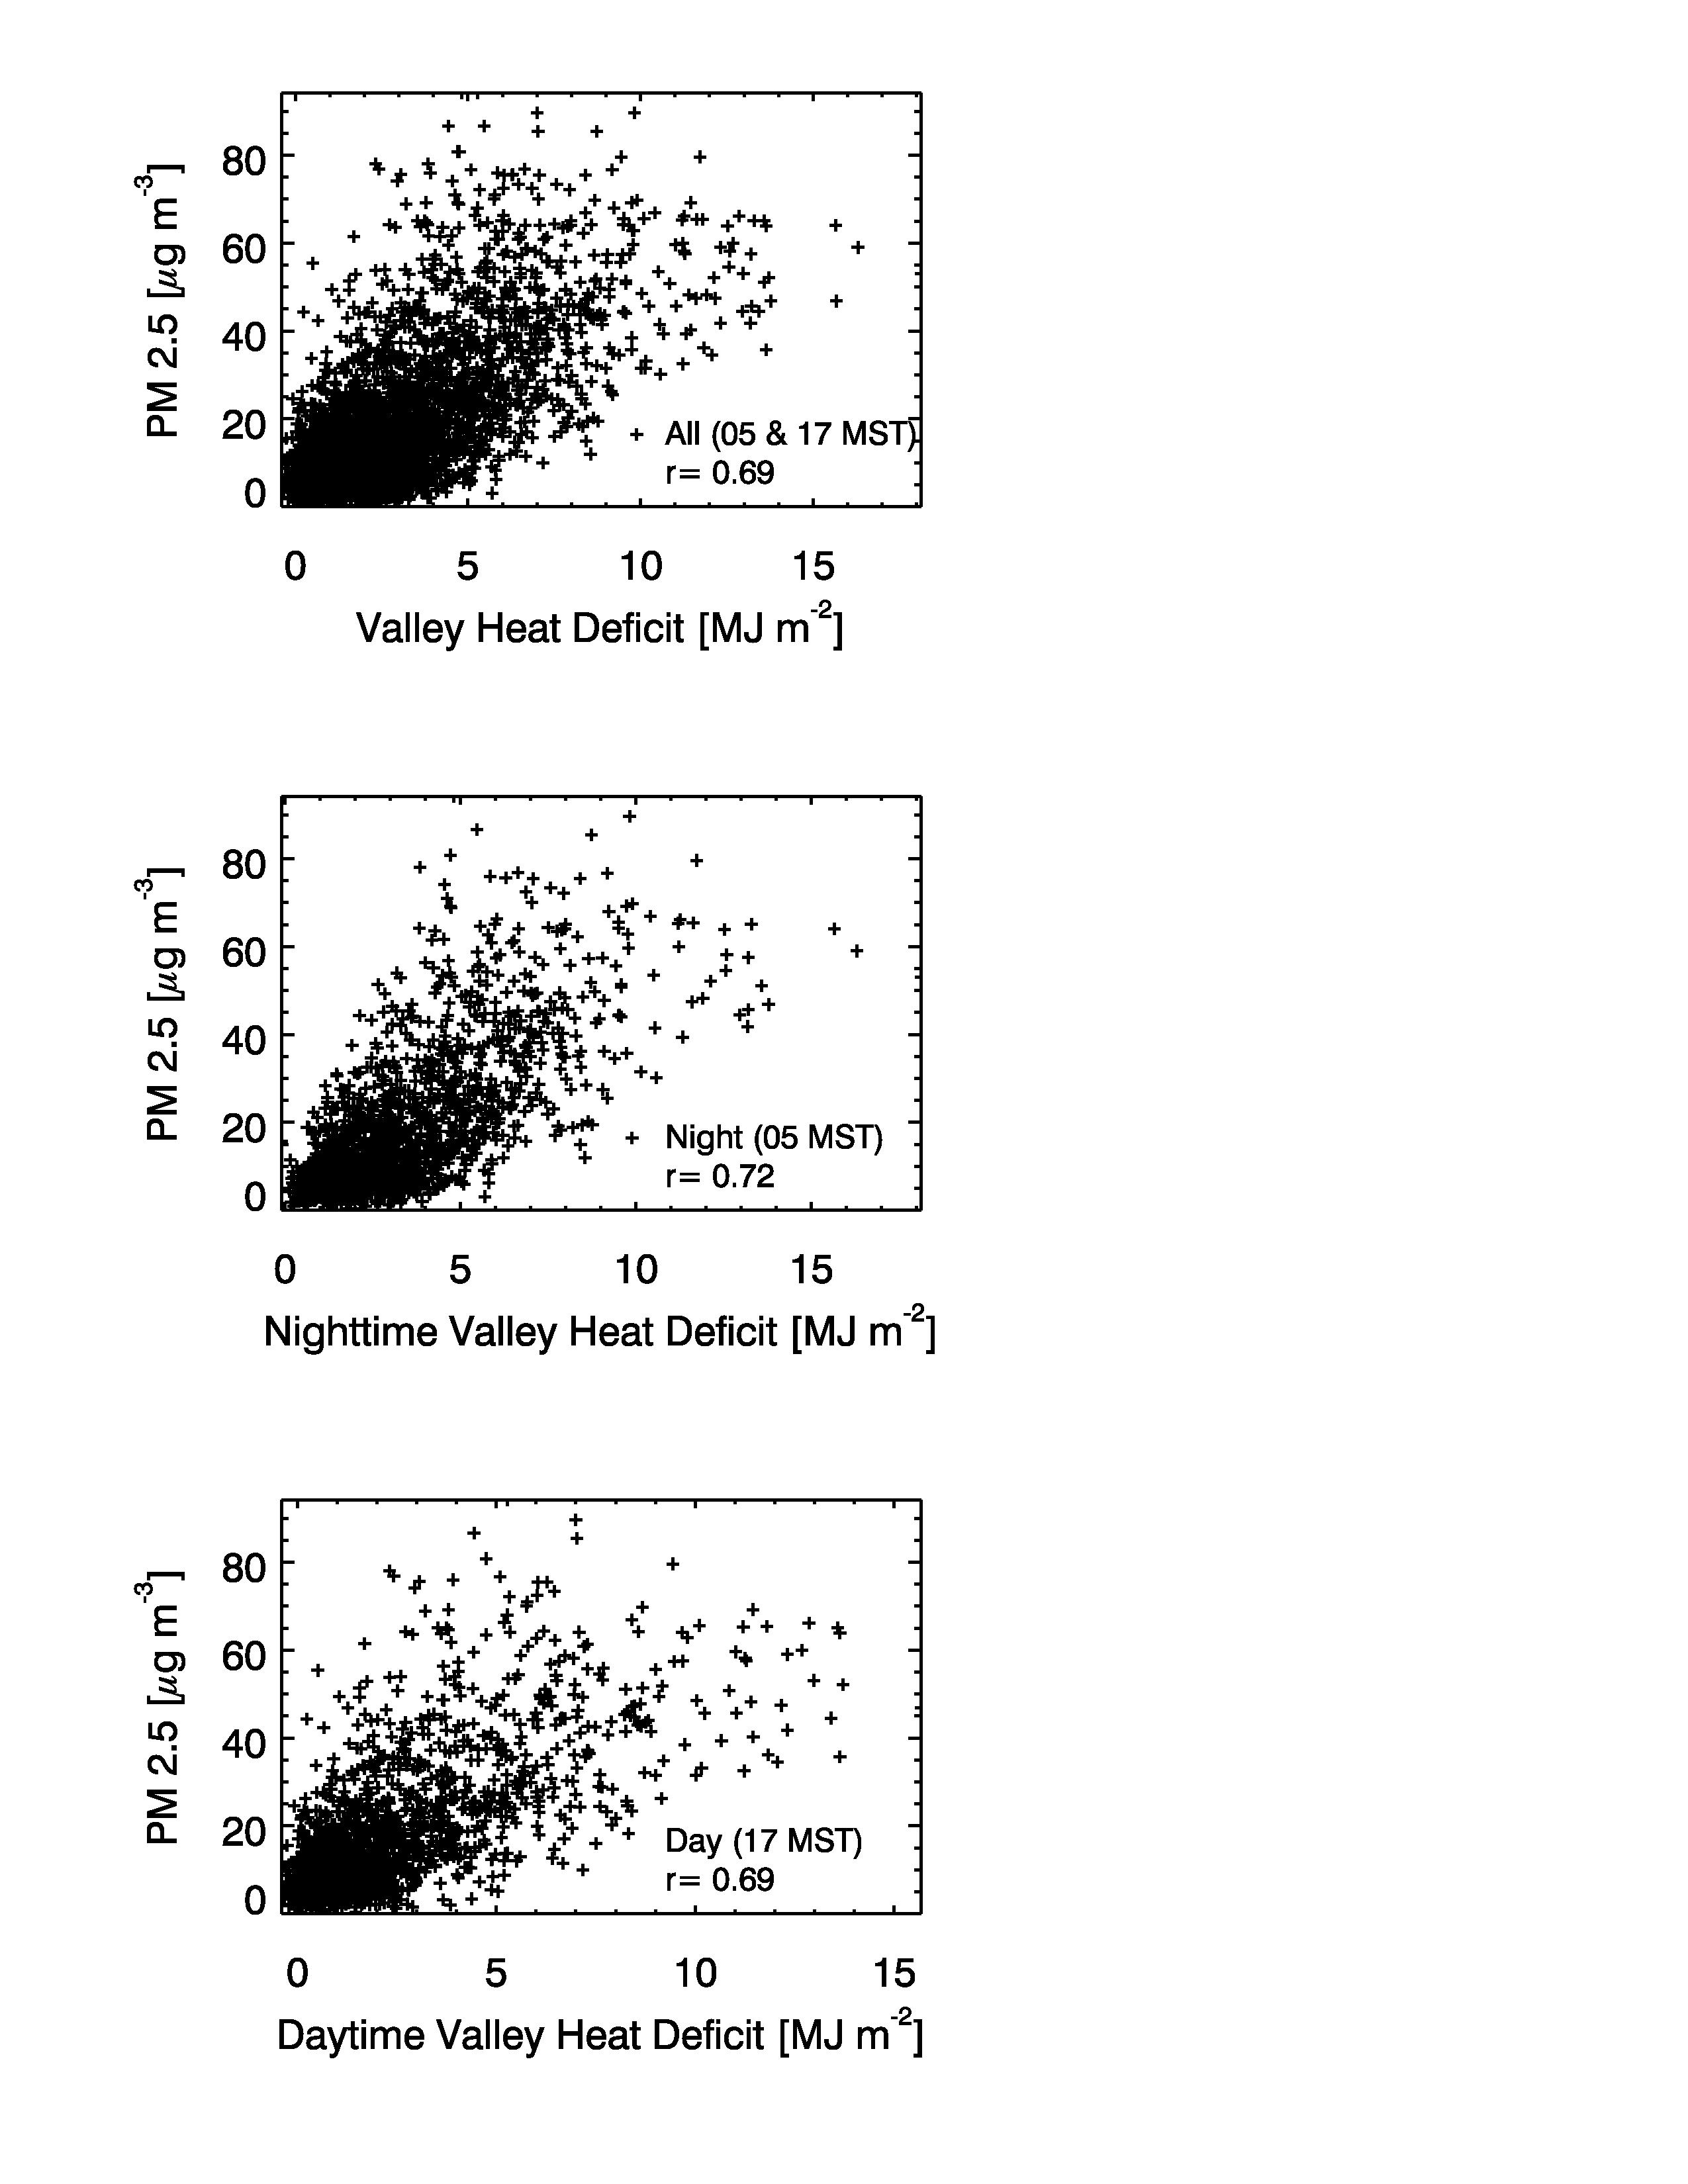 80
60
40
20
0
PM 2.5 [µg m-3]
+ All (05 & 17 MST)
r= 0.69
0 5 10 15
Valley Heat Deficit [MJ m-2]
80
60
40
20
0
PM 2.5 [µg m-3]
+ Night (05 MST)
r= 0.72
0 5 10 15
Nighttime Valley Heat Deficit [MJ m-2]
80
60
40
20
0
PM 2.5 [µg m-3]
Day (17 MST)
r= 0.69
0 5 10 15
Daytime Valley Heat Deficit [MJ m-2]